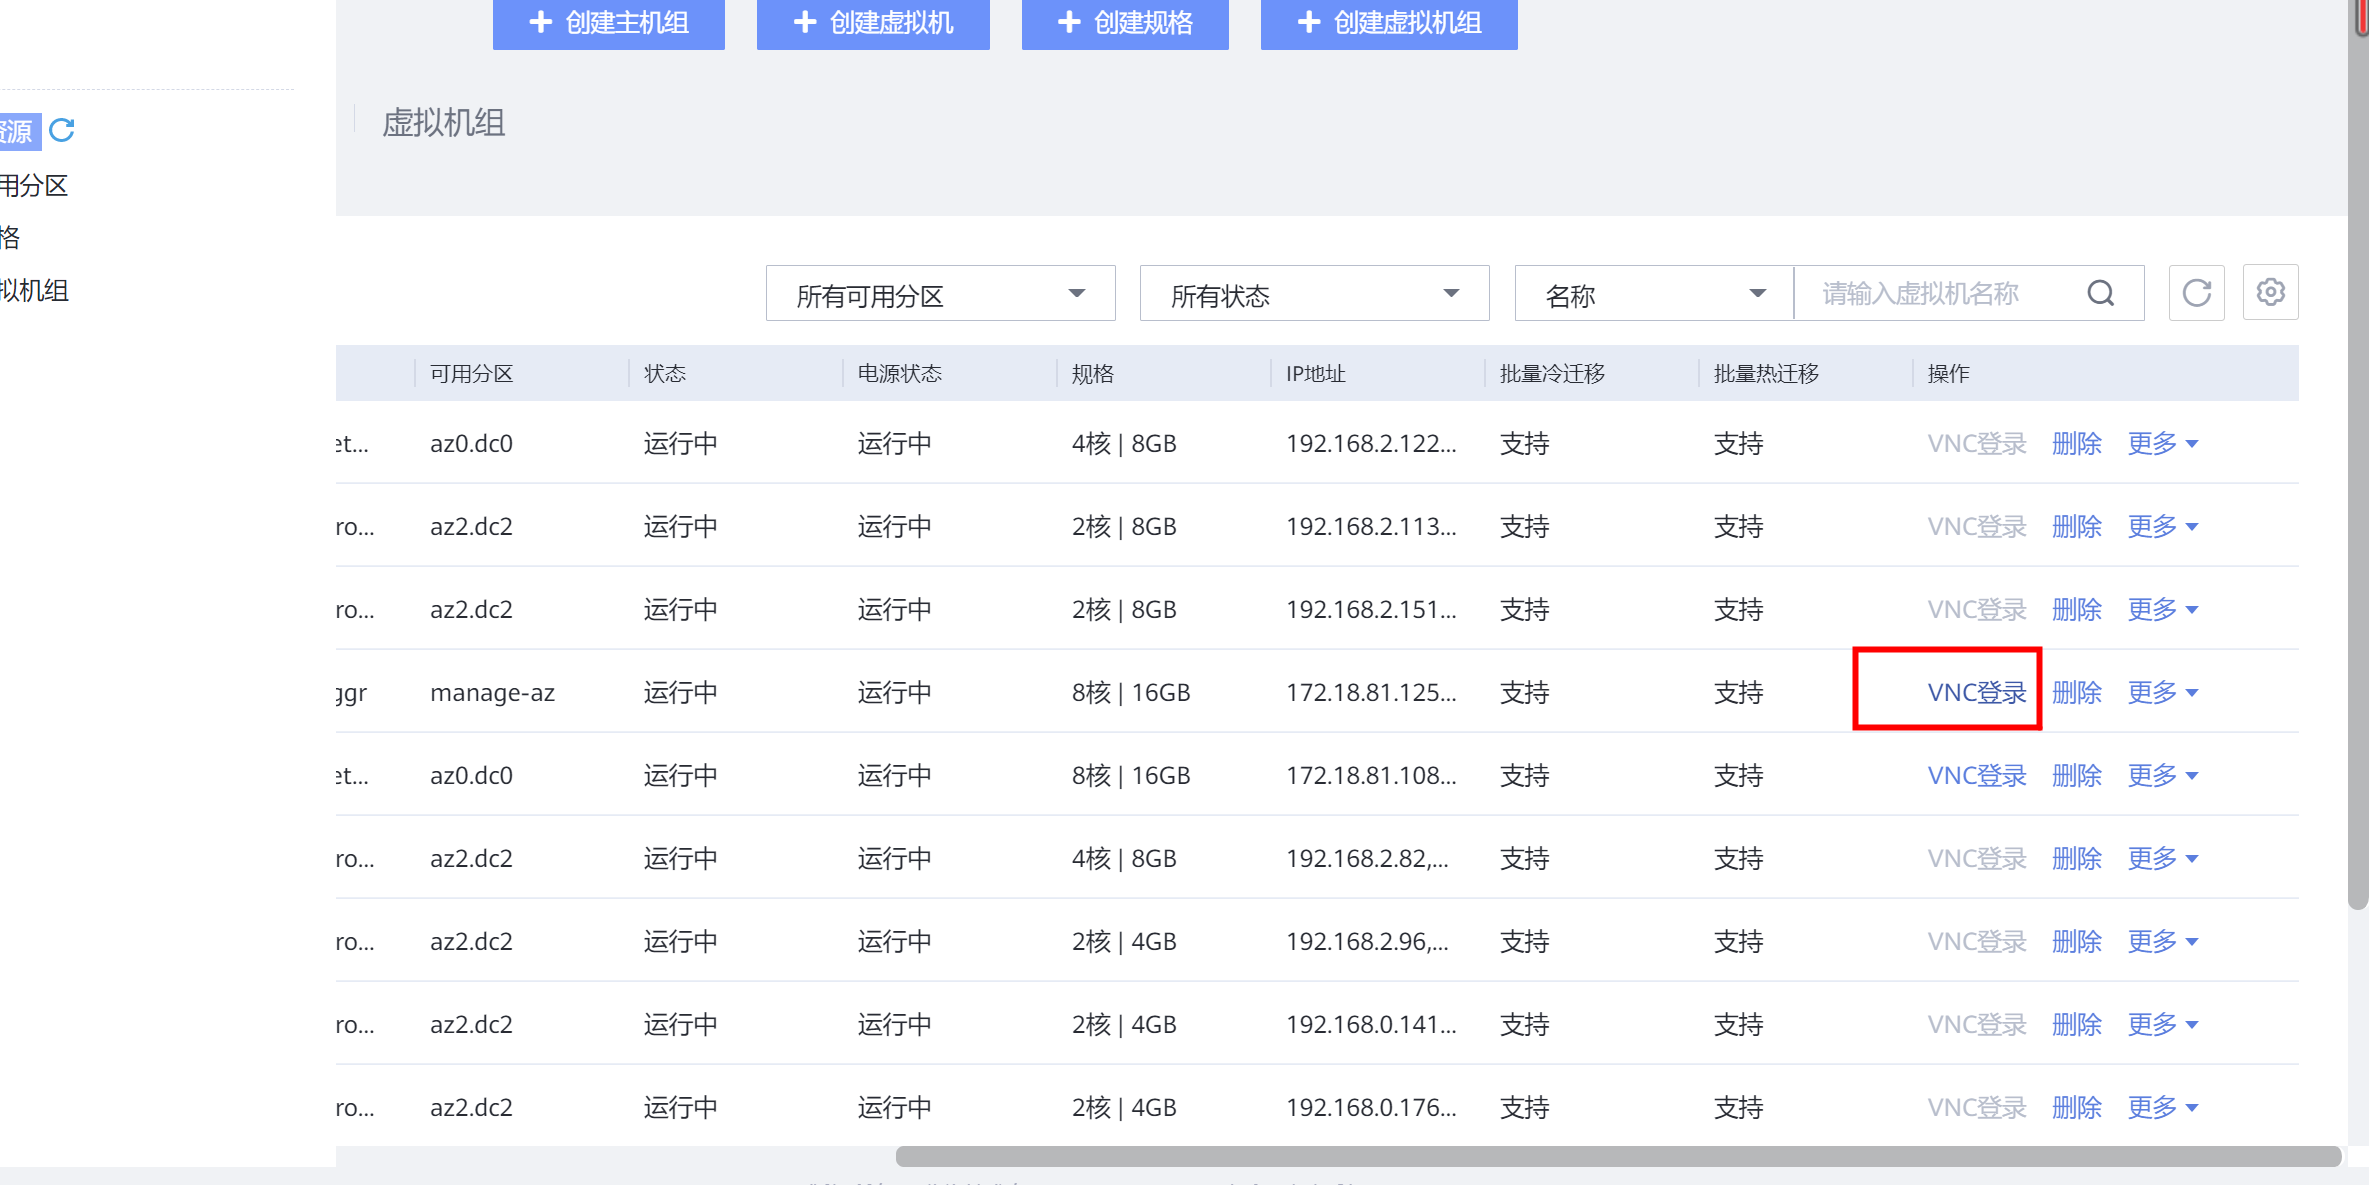 创建主机组 创建虚拟机 创建规格 创建虚拟机组
虚拟机组
资源
用分区
格
拟机组
所有可用分区 所有状态 名称 请输入虚拟机名称
可用分区 状态 电源状态 规格 IP地址 批量冷迁移 批量热迁移 操作
et... az0.dc0 运行中 运行中 4核 | 8GB 192.168.2.122... 支持 支持 VNC登录 删除 更多
ro... az2.dc2 运行中 运行中 2核 | 8GB 192.168.2.113... 支持 支持 VNC登录 删除 更多
ro... az2.dc2 运行中 运行中 2核 | 8GB 192.168.2.151... 支持 支持 VNC登录 删除 更多
ggr manage-az 运行中 运行中 8核 | 16GB 172.18.81.125... 支持 支持 VNC登录 删除 更多
et... az0.dc0 运行中 运行中 8核 | 16GB 172.18.81.108... 支持 支持 VNC登录 删除 更多
ro... az2.dc2 运行中 运行中 4核 | 8GB 192.168.2.82,... 支持 支持 VNC登录 删除 更多
ro... az2.dc2 运行中 运行中 2核 | 4GB 192.168.2.96,... 支持 支持 VNC登录 删除 更多
ro... az2.dc2 运行中 运行中 2核 | 4GB 192.168.0.141... 支持 支持 VNC登录 删除 更多
ro... az2.dc2 运行中 运行中 2核 | 4GB 192.168.0.176... 支持 支持 VNC登录 删除 更多